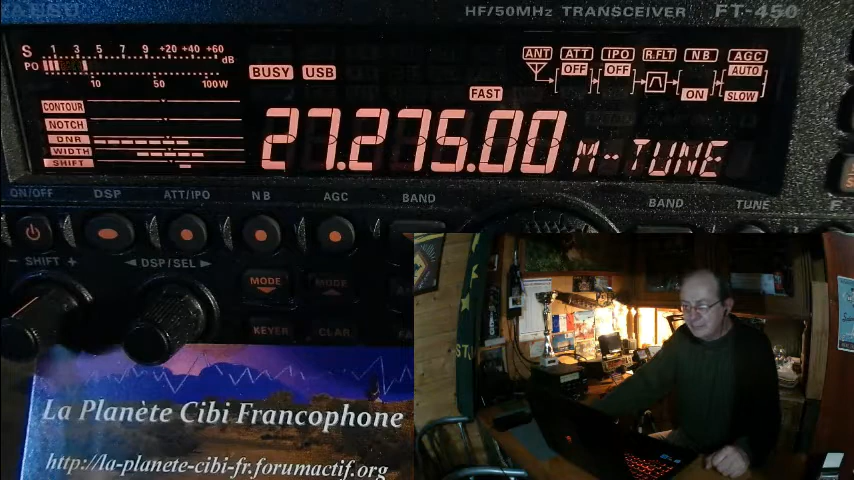 YAESU
HF/50MHz TRANSCEIVER FT-450
S 1 3 5 7 9 +20 +40 +60 dB
PO
10 50 100W
BUSY USB
ANT ATT IPO R.FLT NB AGC
OFF OFF AUTO
ON SLOW
FAST
CONTOUR
NOTCH
DNR
WIDTH
SHIFT
27.275.00 M-TUNE
ON/OFF DSP ATT/IPO NB AGC BAND BAND TUNE
- SHIFT + ◄DSP/SEL►
MODE MODE
KEYER CLAR
La Planète Cibi Francophone
http://la-planete-cibi-fr.forumactif.org